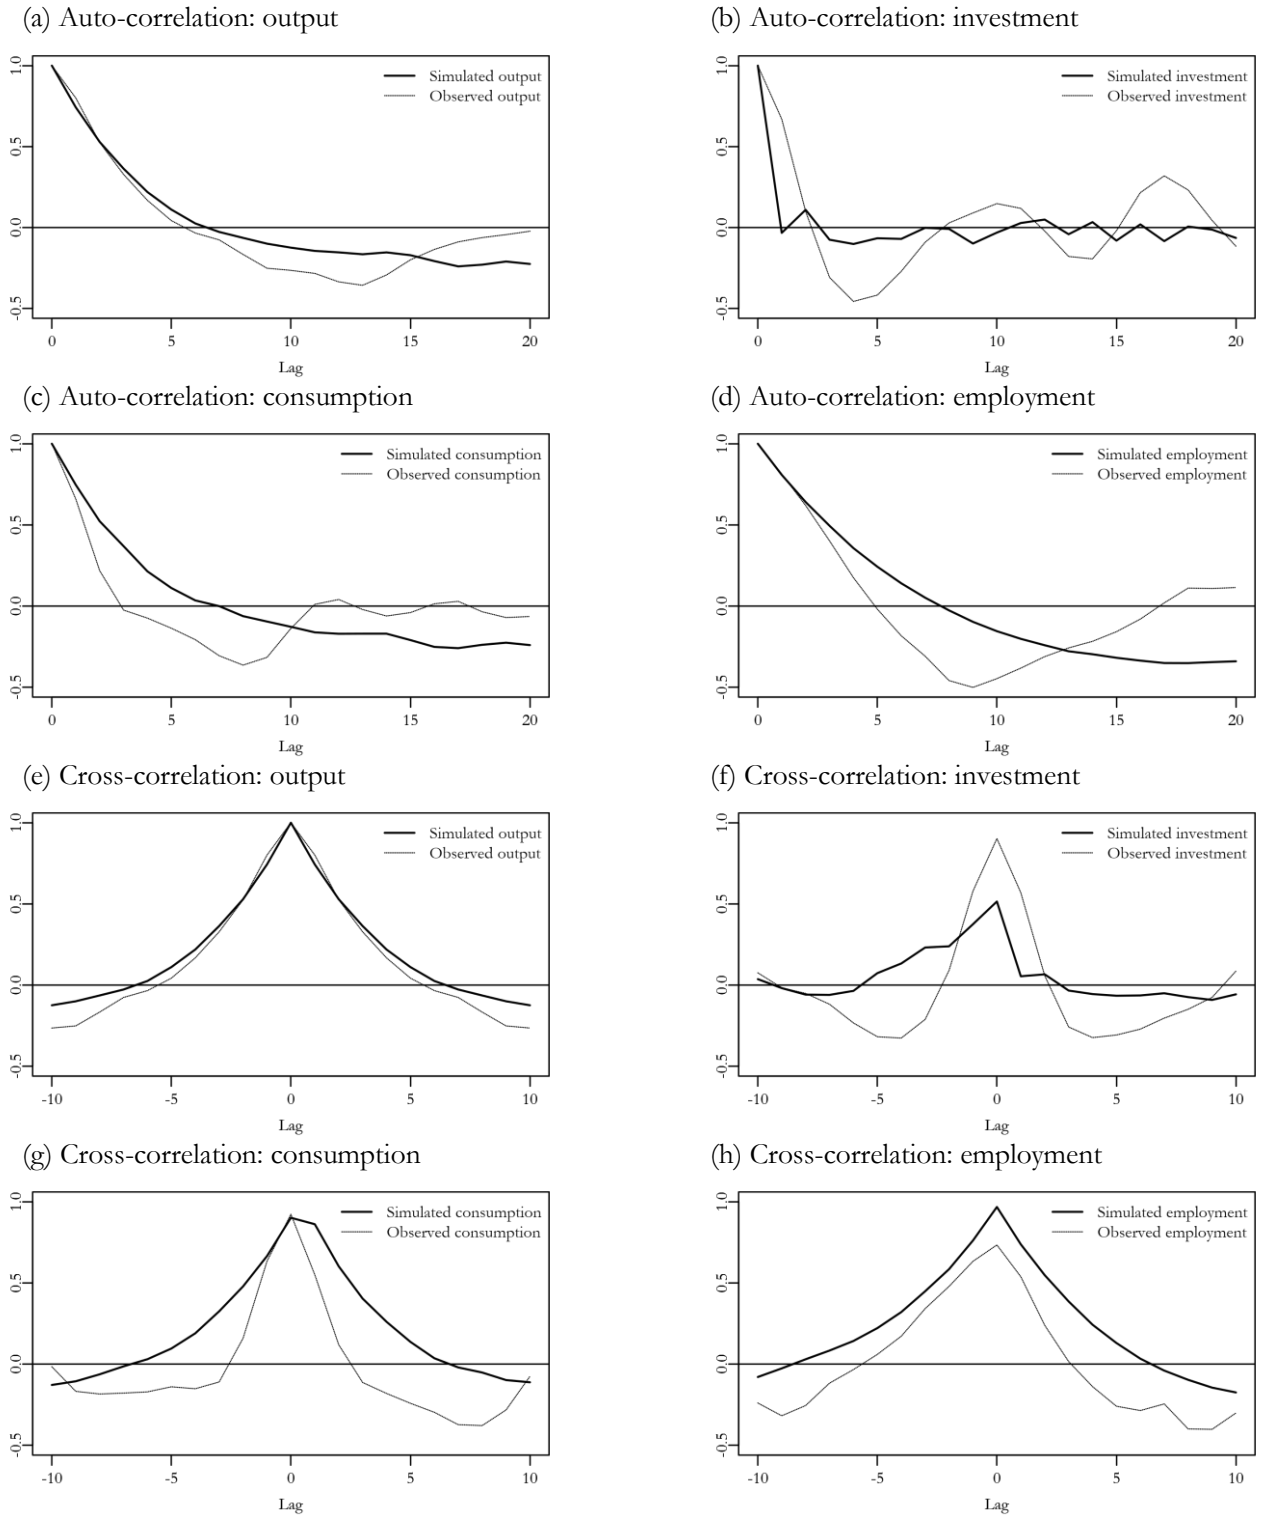 (a) Auto-correlation: output
(b) Auto-correlation: investment
1.0
0.5
0.0
-0.5
Simulated output
Observed output
0 5 10 15 20
Lag
1.0
0.5
0.0
-0.5
Simulated investment
Observed investment
0 5 10 15 20
Lag
(c) Auto-correlation: consumption
(d) Auto-correlation: employment
1.0
0.5
0.0
-0.5
Simulated consumption
Observed consumption
0 5 10 15 20
Lag
1.0
0.5
0.0
-0.5
Simulated employment
Observed employment
0 5 10 15 20
Lag
(e) Cross-correlation: output
(f) Cross-correlation: investment
1.0
0.5
0.0
-0.5
Simulated output
Observed output
-10 -5 0 5 10
Lag
1.0
0.5
0.0
-0.5
Simulated investment
Observed investment
-10 -5 0 5 10
Lag
(g) Cross-correlation: consumption
(h) Cross-correlation: employment
1.0
0.5
0.0
-0.5
Simulated consumption
Observed consumption
-10 -5 0 5 10
Lag
1.0
0.5
0.0
-0.5
Simulated employment
Observed employment
-10 -5 0 5 10
Lag